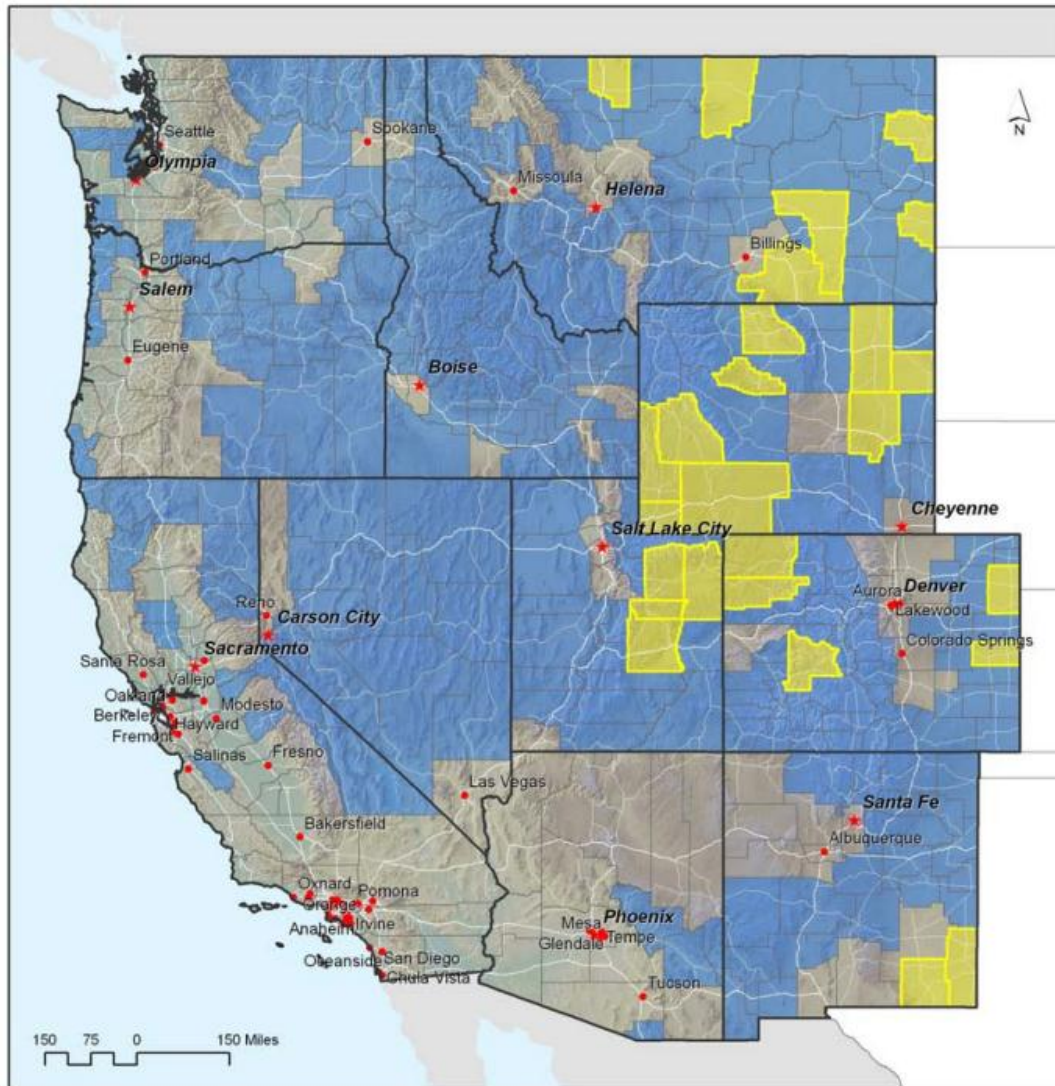 N
Seattle
Spokane
Olympia
Missoula
Helena
Billings
Portland
Salem
Eugene
Boise
Cheyenne
Salt Lake City
Denver
Aurora
Lakewood
Reno
Carson City
Colorado Springs
Sacramento
Santa Rosa
Vallejo
Oakland
Modesto
Berkeley
Hayward
Fremont
Salinas
Fresno
Las Vegas
Santa Fe
Bakersfield
Albuquerque
Oxnard
Pomona
Orange
Irvine
Anaheim
Phoenix
Mesa
Tempe
Glendale
Oceanside
San Diego
Chula Vista
Tucson
150 75 0 150 Miles